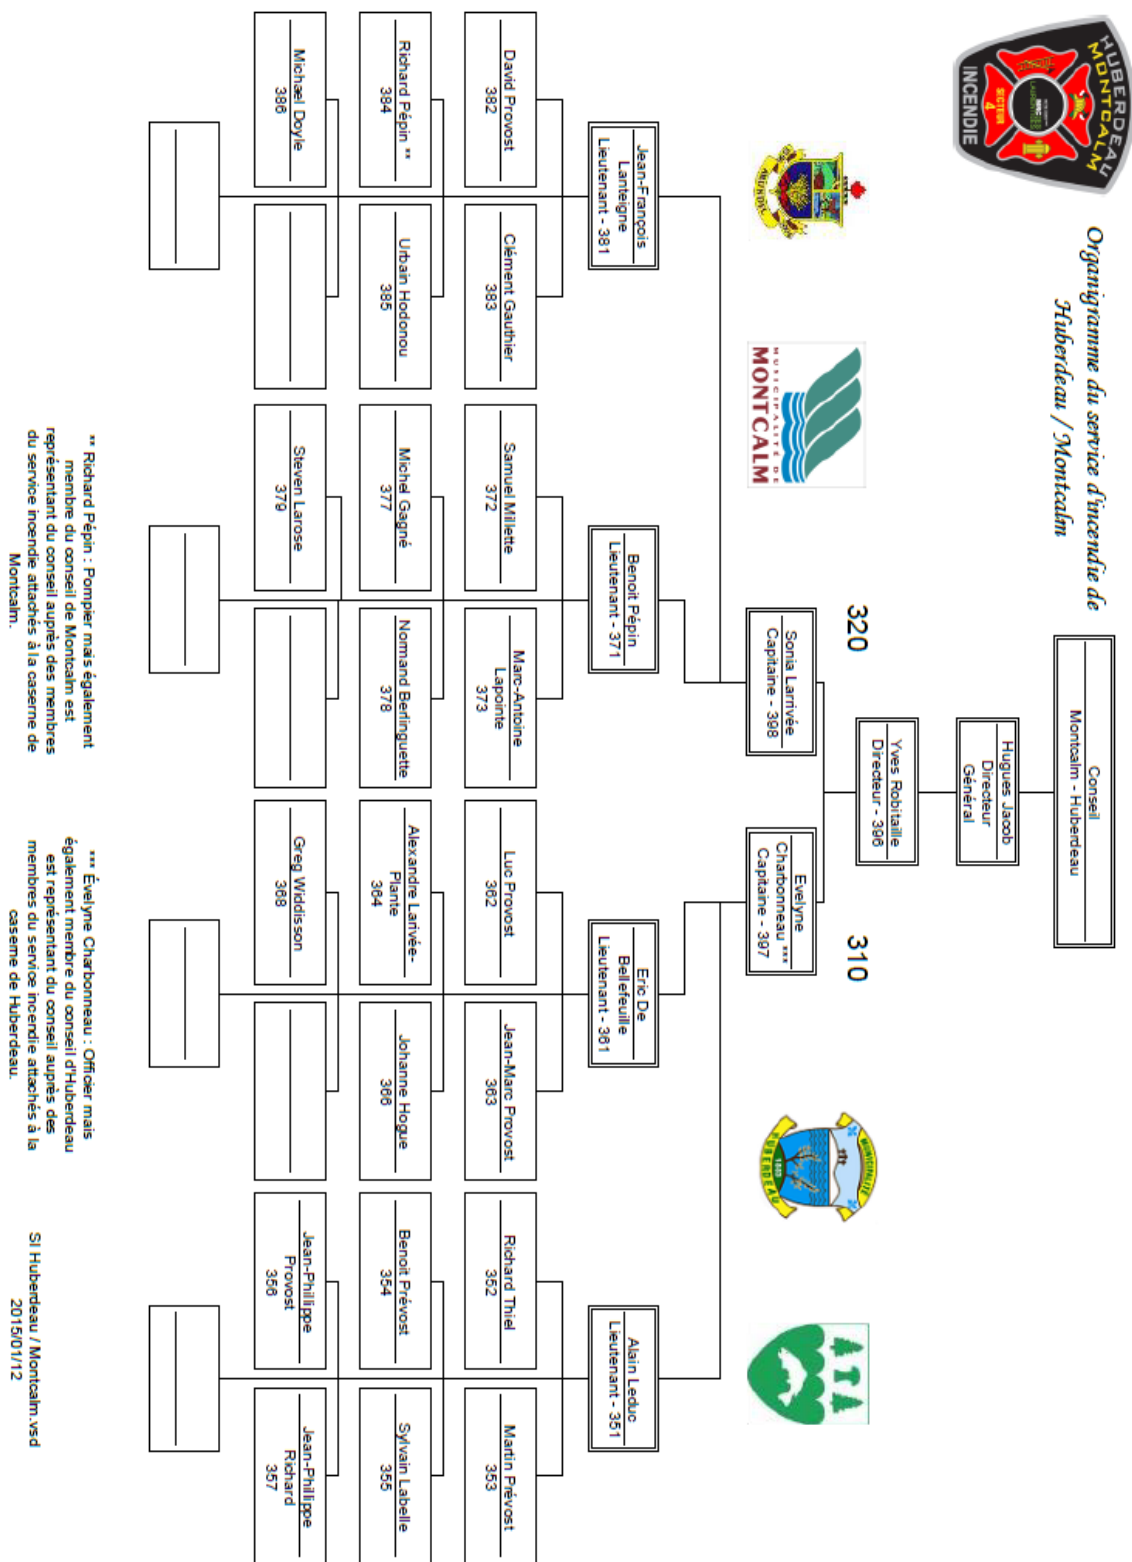 HUBERDEAU
MONTCALM
SECTEUR
4
INCENDIE
Organigramme du service d'incendie de
Huberdeau / Montcalm
Conseil
Montcalm - Huberdeau
Hugues Jacob
Directeur
Général
Yves Robitaille
Directeur - 396
320
310
MUNICIPALITÉ DE
MONTCALM
MUNICIPALITÉ
1889
HUBERDEAU
Sonia Larrivée
Capitaine - 398
Evelyne
Charbonneau ***
Capitaine - 397
Jean-François
Lanteigne
Lieutenant - 381
Benoit Pépin
Lieutenant - 371
Eric De
Bellefeuille
Lieutenant - 361
Alain Leduc
Lieutenant - 351
David Provost
382
Clément Gauthier
383
Samuel Millette
372
Marc-Antoine
Lapointe
373
Luc Provost
362
Jean-Marc Provost
363
Richard Thiel
352
Martin Prévost
353
Richard Pépin **
384
Urbain Hodonou
385
Michel Gagné
377
Normand Berlinguette
378
Alexandre Larivée-
Plante
364
Johanne Hogue
366
Benoit Prévost
354
Sylvain Labelle
355
Michael Doyle
386
Steven Larose
379
Greg Widdisson
368
Jean-Phillippe
Provost
356
Jean-Phillippe
Richard
357
** Richard Pépin : Pompier mais également
membre du conseil de Montcalm est
représentant du conseil auprès des membres
du service incendie attachés à la caserne de
Montcalm.
*** Évelyne Charbonneau : Officier mais
également membre du conseil d'Huberdeau
est représentant du conseil auprès des
membres du service incendie attachés à la
caserne de Huberdeau.
SI Huberdeau / Montcalm.vsd
2015/01/12